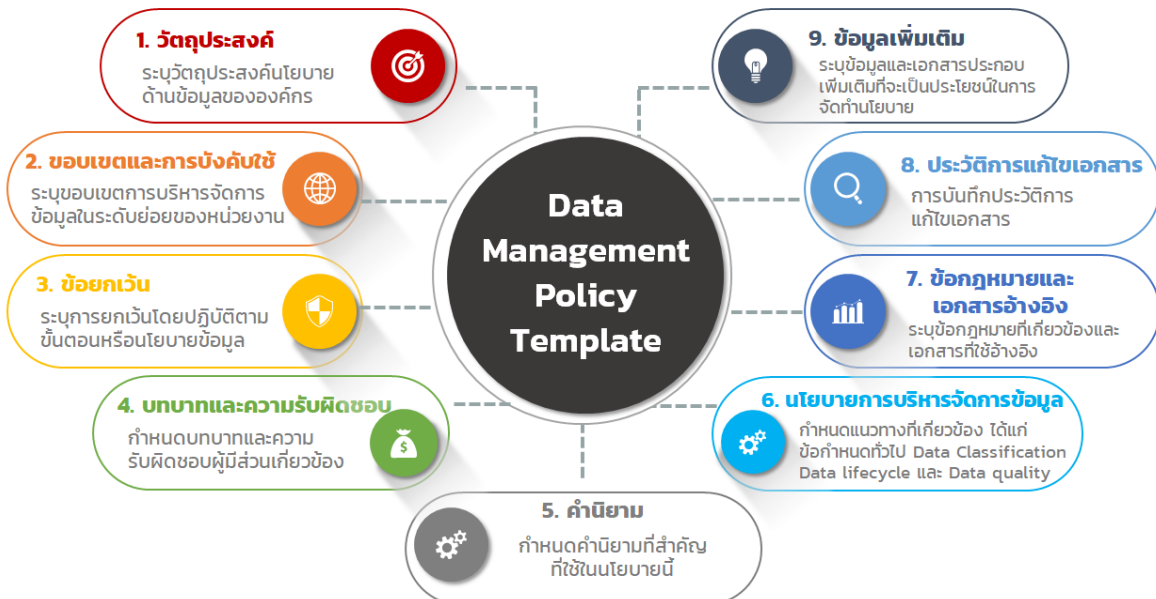 1. วัตถุประสงค์
ระบุวัตถุประสงค์นโยบาย
ด้านข้อมูลขององค์กร
2. ขอบเขตและการบังคับใช้
ระบุขอบเขตการบริหารจัดการ
ข้อมูลในระดับย่อยของหน่วยงาน
3. ข้อยกเว้น
ระบุการยกเว้นโดยปฏิบัติตาม
ขั้นตอนหรือนโยบายข้อมูล
4. บทบาทและความรับผิดชอบ
กำหนดบทบาทและความ
รับผิดชอบผู้มีส่วนเกี่ยวข้อง
Data
Management
Policy
Template
5. คำนิยาม
กำหนดคำนิยามที่สำคัญ
ที่ใช้ในนโยบายนี้
6. นโยบายการบริหารจัดการข้อมูล
กำหนดแนวทางที่เกี่ยวข้อง ได้แก่
ข้อกำหนดทั่วไป Data Classification
Data lifecycle และ Data quality
7. ข้อกฎหมายและ
เอกสารอ้างอิง
ระบุข้อกฎหมายที่เกี่ยวข้องและ
เอกสารที่ใช้อ้างอิง
8. ประวัติการแก้ไขเอกสาร
การบันทึกประวัติการ
แก้ไขเอกสาร
9. ข้อมูลเพิ่มเติม
ระบุข้อมูลและเอกสารประกอบ
เพิ่มเติมที่จะเป็นประโยชน์ในการ
จัดทำนโยบาย